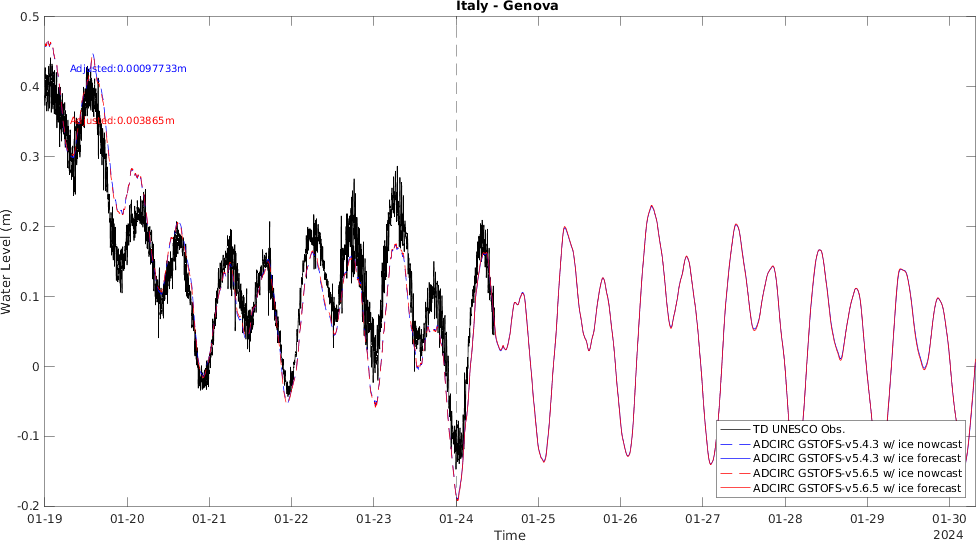 Italy - Genova
0.5
0.4
0.3
0.2
0.1
0
-0.1
-0.2
Water Level (m)
Adjusted:0.00097733m
Adjusted:0.003865m
TD UNESCO Obs.
ADCIRC GSTOFS-v5.4.3 w/ ice nowcast
ADCIRC GSTOFS-v5.4.3 w/ ice forecast
ADCIRC GSTOFS-v5.6.5 w/ ice nowcast
ADCIRC GSTOFS-v5.6.5 w/ ice forecast
01-19 01-20 01-21 01-22 01-23 01-24 01-25 01-26 01-27 01-28 01-29 01-30
2024
Time